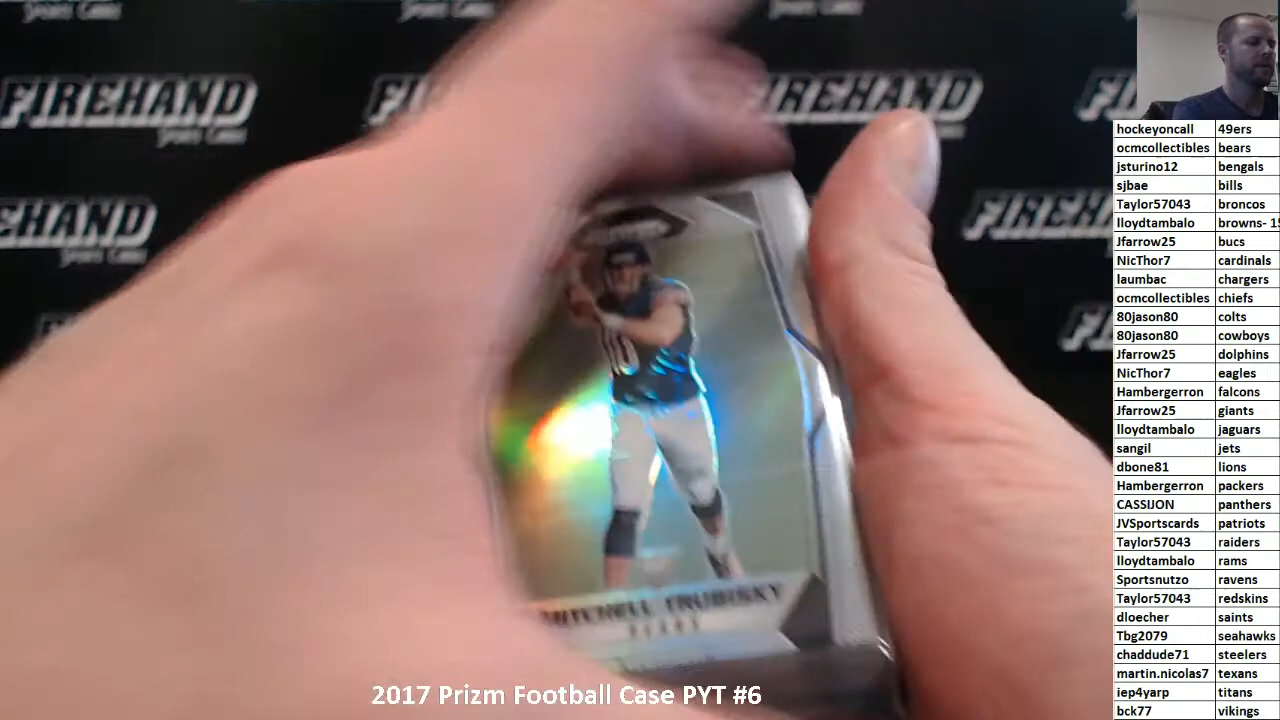 FIREHAND
SPORTS CARDS
FIREHAND
FIREHAND
MITCHELL TRUBISKY
BEARS
2017 Prizm Football Case PYT #6
hockeyoncall 49ers
ocmcollectibles bears
jsturino12 bengals
sjbae bills
Taylor57043 broncos
lloydtambalo browns- 15
Jfarrow25 bucs
NicThor7 cardinals
laumbac chargers
ocmcollectibles chiefs
80jason80 colts
80jason80 cowboys
Jfarrow25 dolphins
NicThor7 eagles
Hambergerron falcons
Jfarrow25 giants
lloydtambalo jaguars
sangil jets
dbone81 lions
Hambergerron packers
CASSIJON panthers
JVSportscards patriots
Taylor57043 raiders
lloydtambalo rams
Sportsnutzo ravens
Taylor57043 redskins
dloecher saints
Tbg2079 seahawks
chaddude71 steelers
martin.nicolas7 texans
iep4yarp titans
bck77 vikings